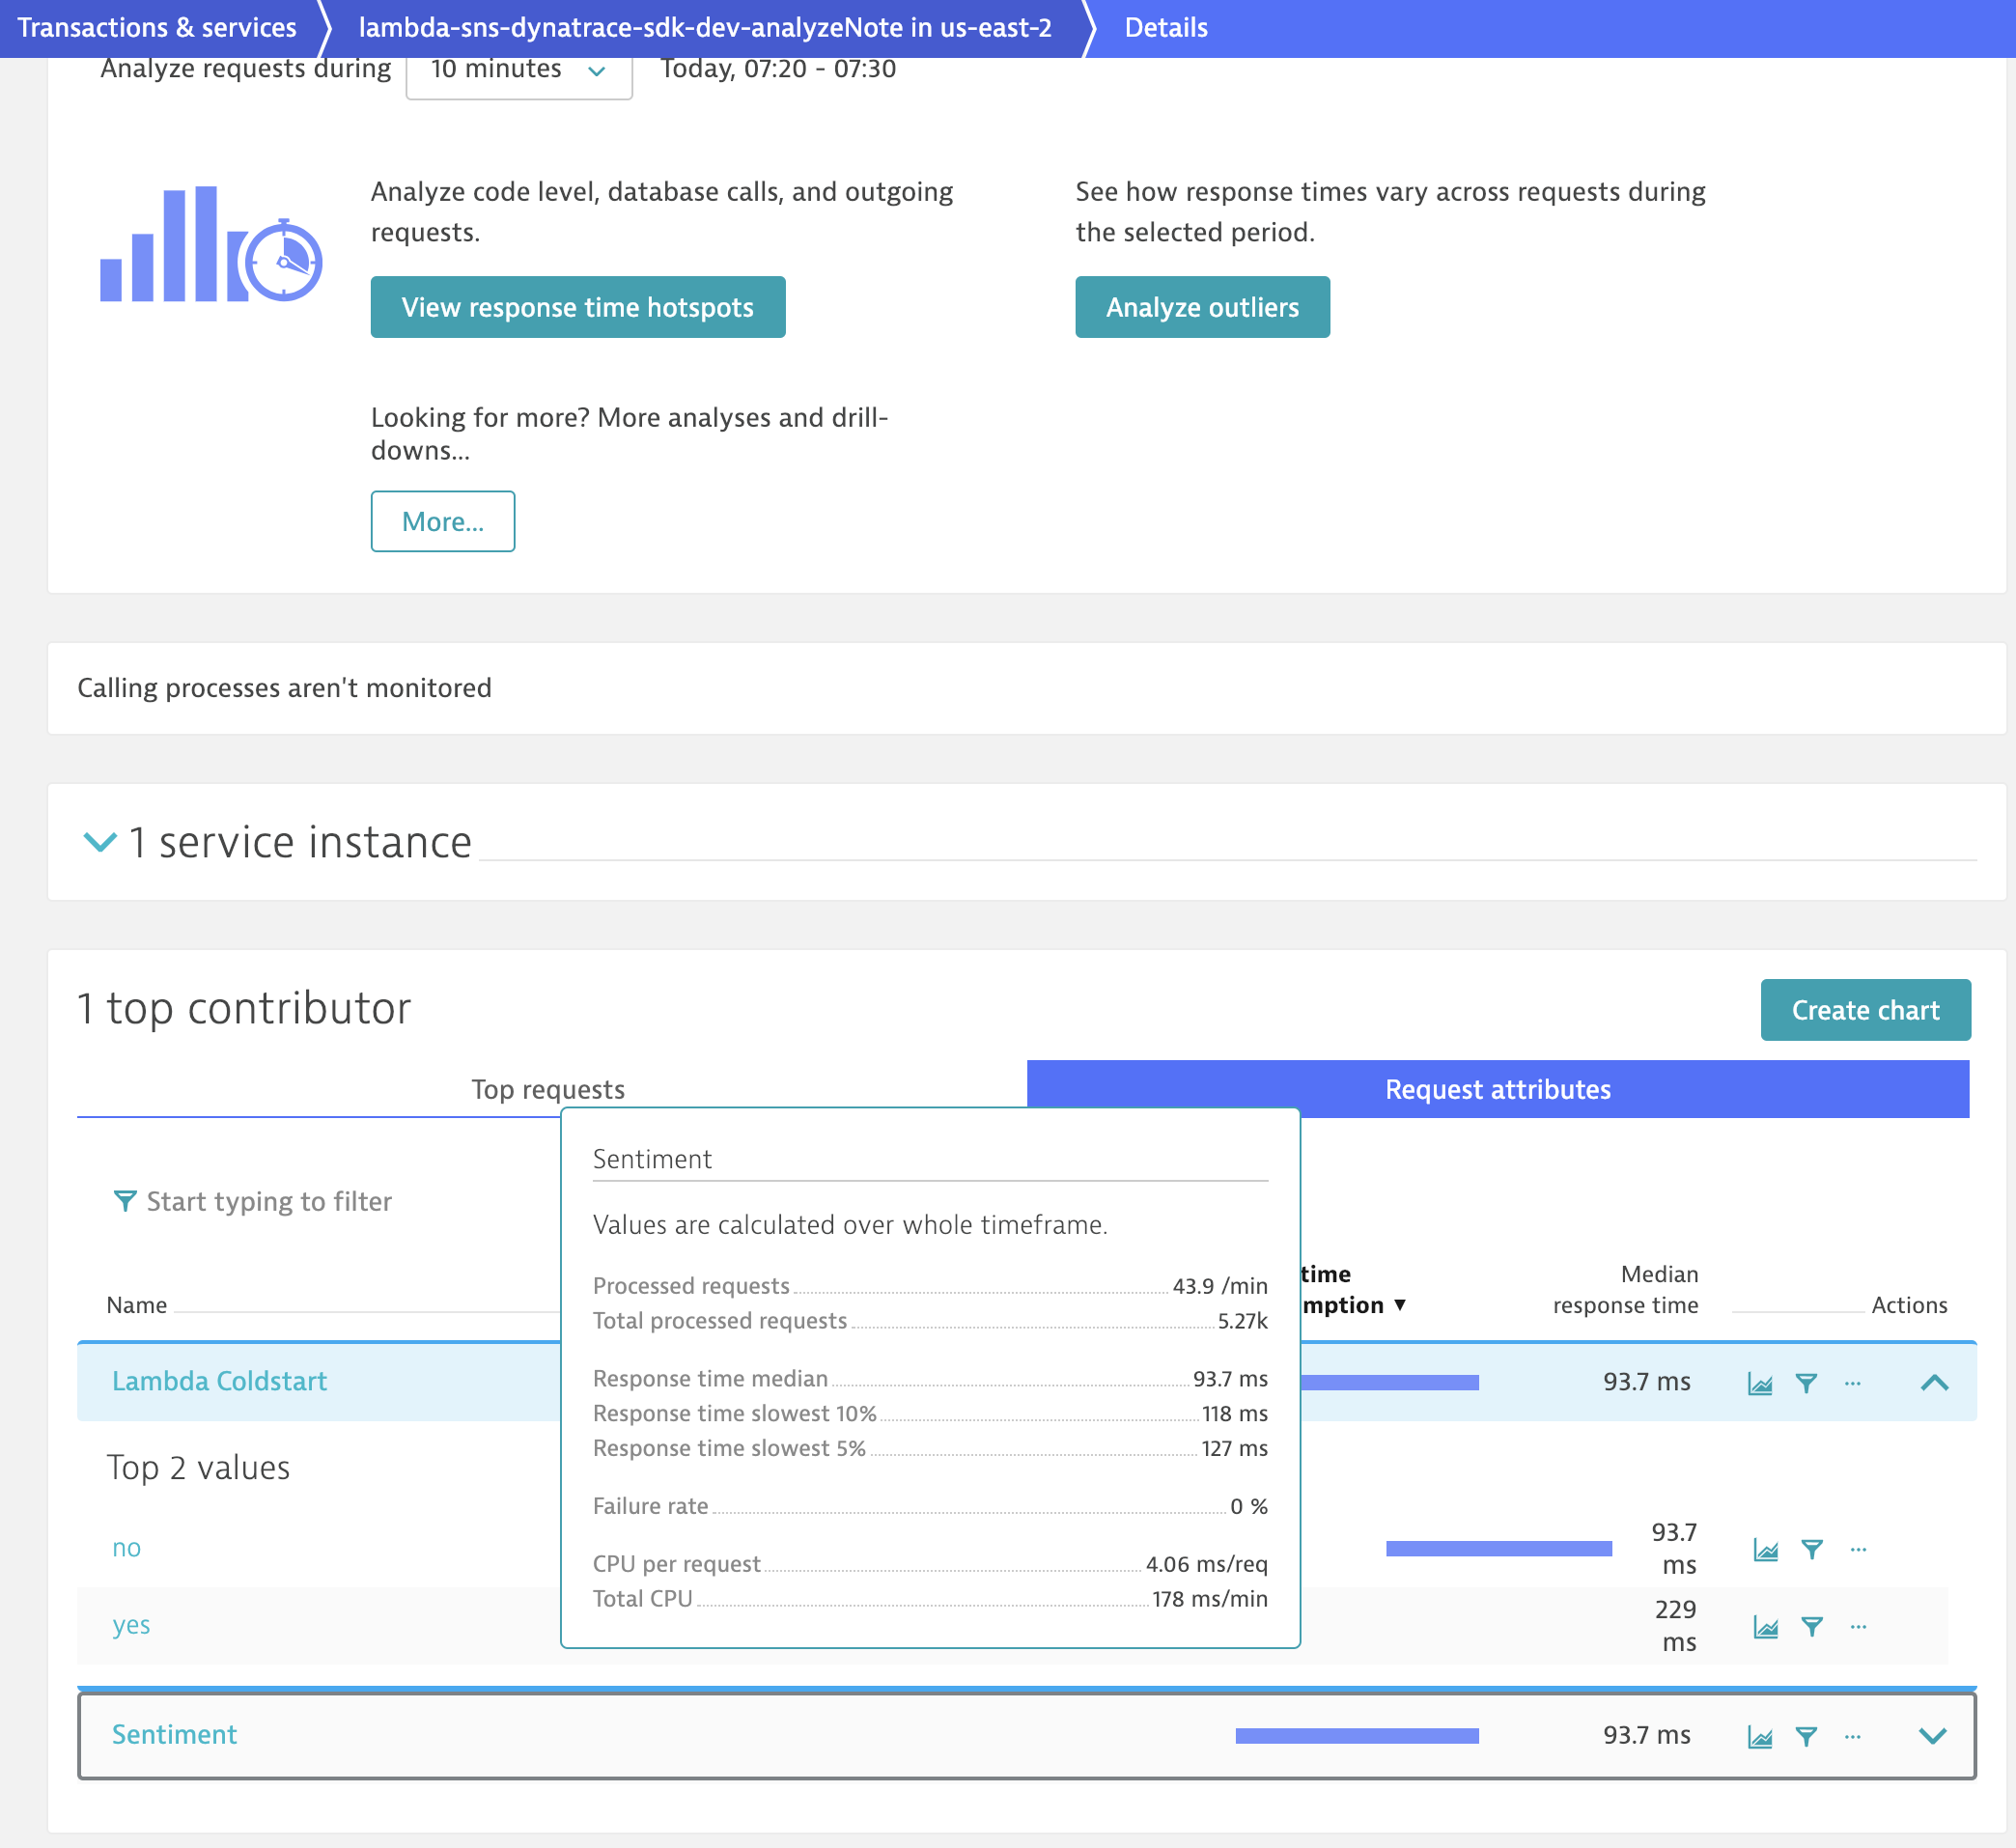 Transactions & services
lambda-sns-dynatrace-sdk-dev-analyzeNote in us-east-2
Details
Analyze requests during
10 minutes
Today, 07:20 - 07:30
Analyze code level, database calls, and outgoing
requests.
View response time hotspots
See how response times vary across requests during
the selected period.
Analyze outliers
Looking for more? More analyses and drill-
downs...
More...
Calling processes aren't monitored
1 service instance
1 top contributor
Create chart
Top requests
Request attributes
Start typing to filter
Name
time
mption ▼
Median
response time
Actions
Sentiment
Values are calculated over whole timeframe.
Processed requests 43.9 /min
Total processed requests 5.27k
Response time median 93.7 ms
Response time slowest 10% 118 ms
Response time slowest 5% 127 ms
Failure rate 0 %
CPU per request 4.06 ms/req
Total CPU 178 ms/min
Lambda Coldstart
93.7 ms
...
Top 2 values
no
93.7
ms
...
yes
229
ms
...
Sentiment
93.7 ms
...